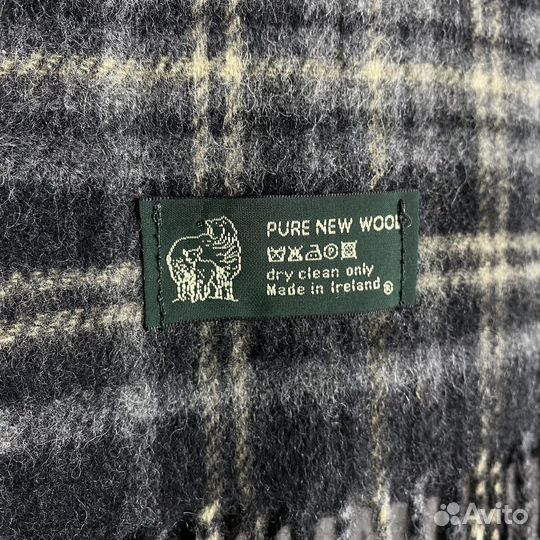 PURE NEW WOOL
dry clean only
Made in Ireland ®
Avito